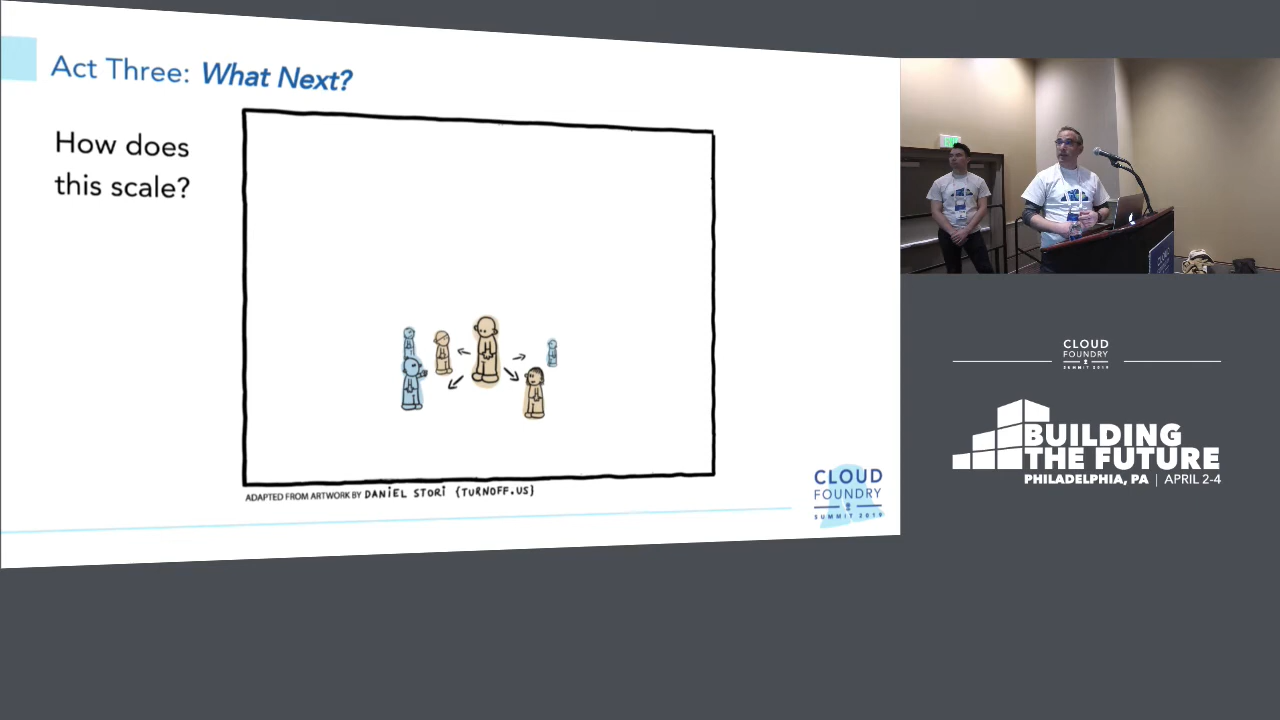 Act Three: What Next?
How does
this scale?
ADAPTED FROM ARTWORK BY DANIEL STORI {TURNOFF.US}
CLOUD
FOUNDRY
SUMMIT 2019
CLOUD
FOUNDRY
SUMMIT 2019
BUILDING
THE FUTURE
PHILADELPHIA, PA | APRIL 2-4